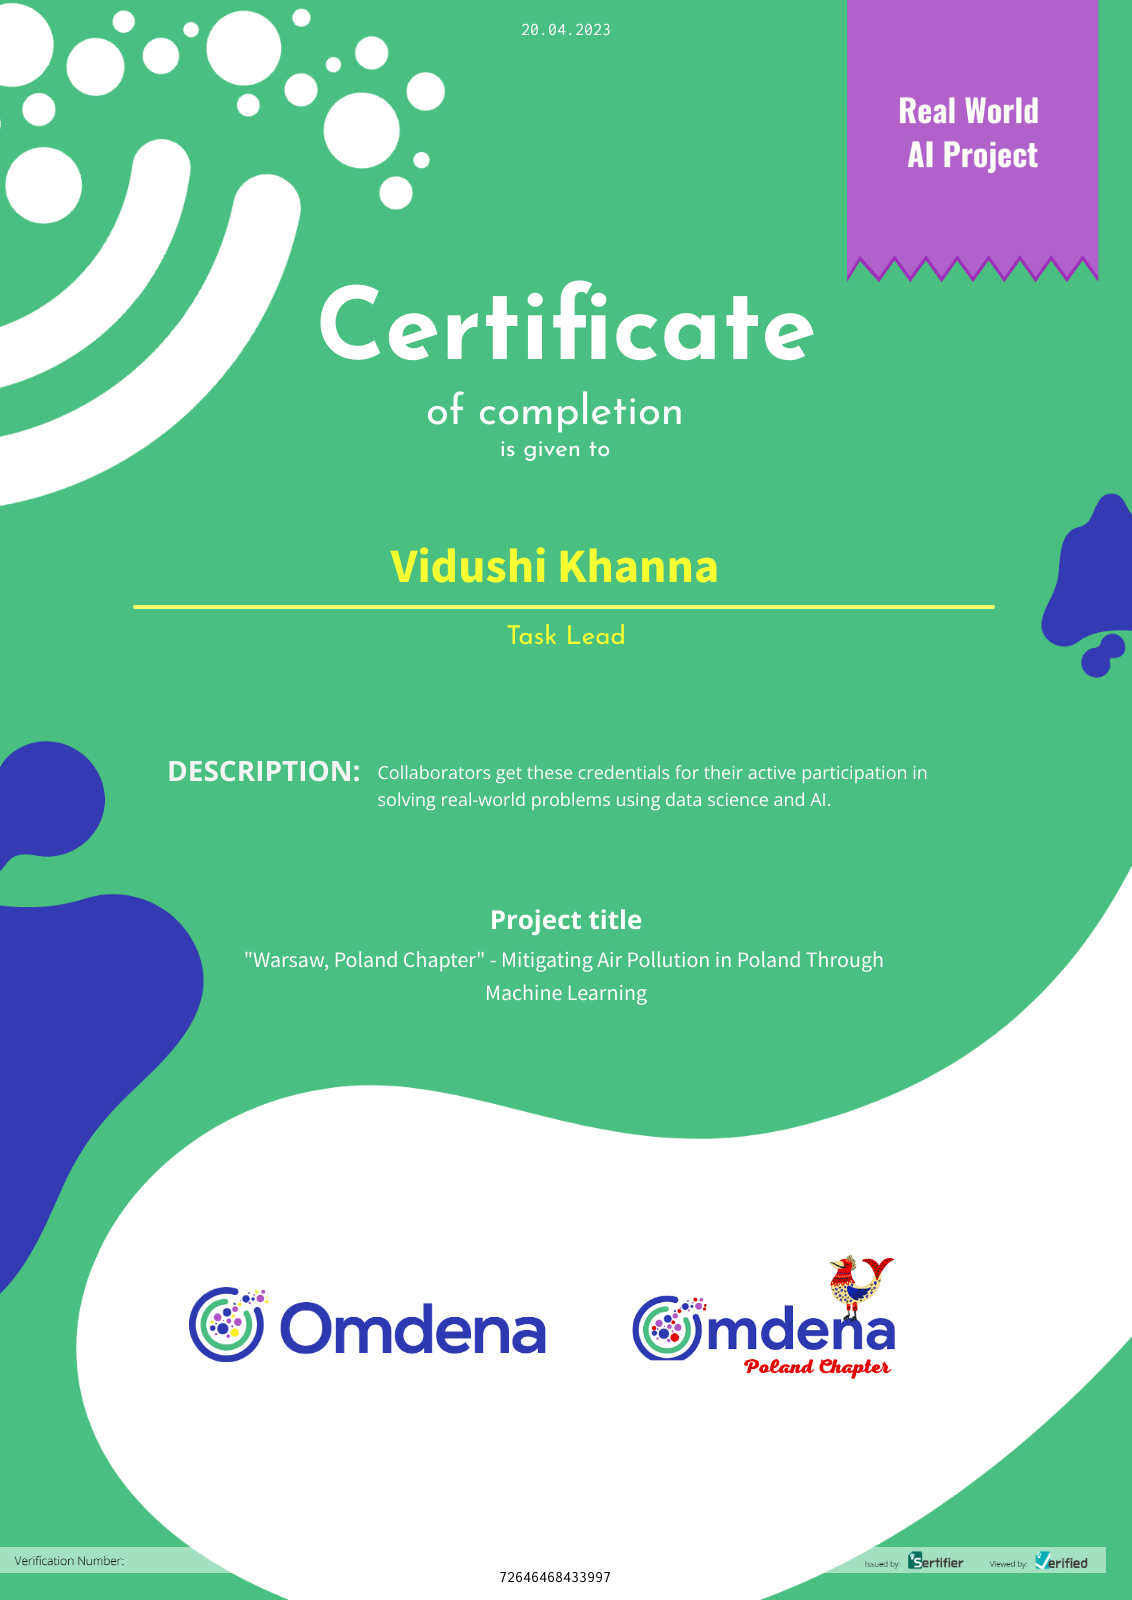 20.04.2023
Real World
AI Project
Certificate
of completion
is given to
Vidushi Khanna
Task Lead
DESCRIPTION: Collaborators get these credentials for their active participation in
solving real-world problems using data science and AI.
Project title
"Warsaw, Poland Chapter" - Mitigating Air Pollution in Poland Through
Machine Learning
Omdena
Omdena
Poland Chapter
Verification Number:
72646468433997
Issued by: Sertifier
Viewed by: Verified